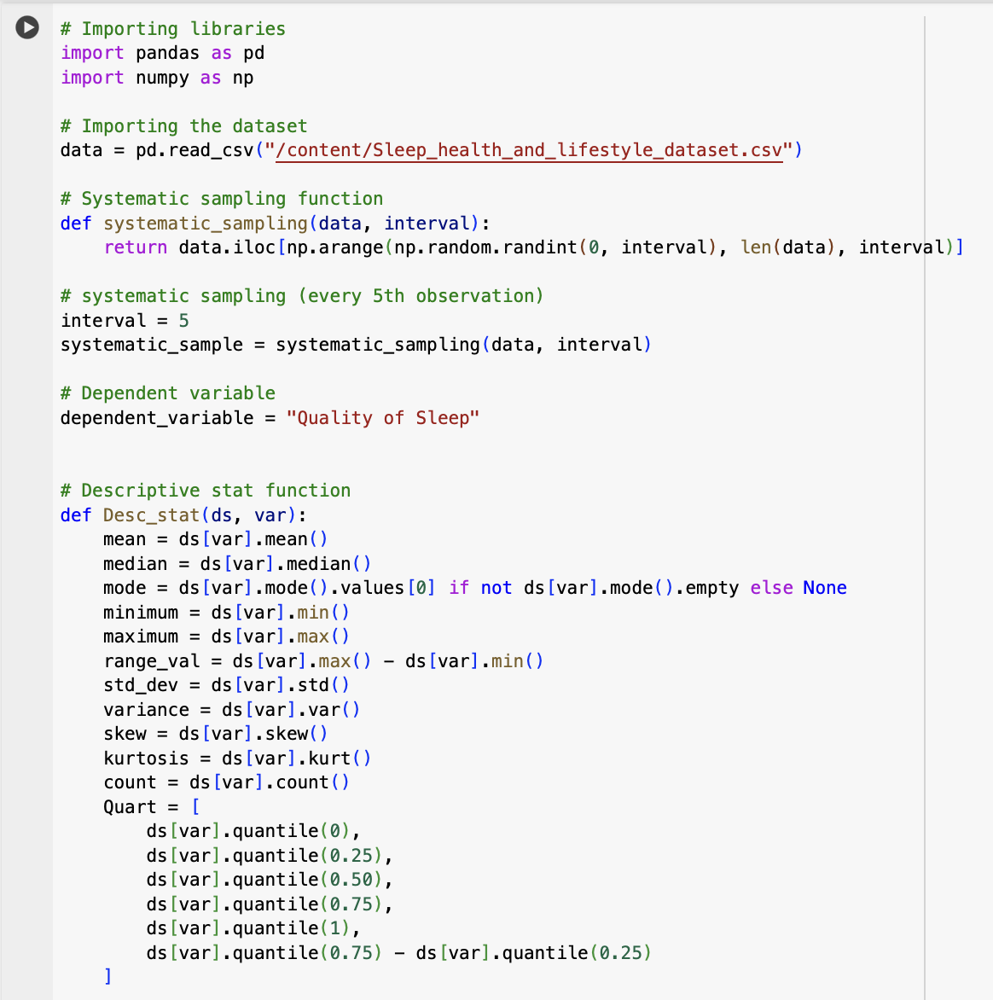 # Importing libraries
import pandas as pd
import numpy as np
# Importing the dataset
data = pd.read_csv("/content/Sleep_health_and_lifestyle_dataset.csv")
# Systematic sampling function
def systematic_sampling(data, interval):
    return data.iloc[np.arange(np.random.randint(0, interval), len(data), interval)]
# systematic sampling (every 5th observation)
interval = 5
systematic_sample = systematic_sampling(data, interval)
# Dependent variable
dependent_variable = "Quality of Sleep"
# Descriptive stat function
def Desc_stat(ds, var):
    mean = ds[var].mean()
    median = ds[var].median()
    mode = ds[var].mode().values[0] if not ds[var].mode().empty else None
    minimum = ds[var].min()
    maximum = ds[var].max()
    range_val = ds[var].max() - ds[var].min()
    std_dev = ds[var].std()
    variance = ds[var].var()
    skew = ds[var].skew()
    kurtosis = ds[var].kurt()
    count = ds[var].count()
    Quart = [
        ds[var].quantile(0),
        ds[var].quantile(0.25),
        ds[var].quantile(0.50),
        ds[var].quantile(0.75),
        ds[var].quantile(1),
        ds[var].quantile(0.75) - ds[var].quantile(0.25)
    ]